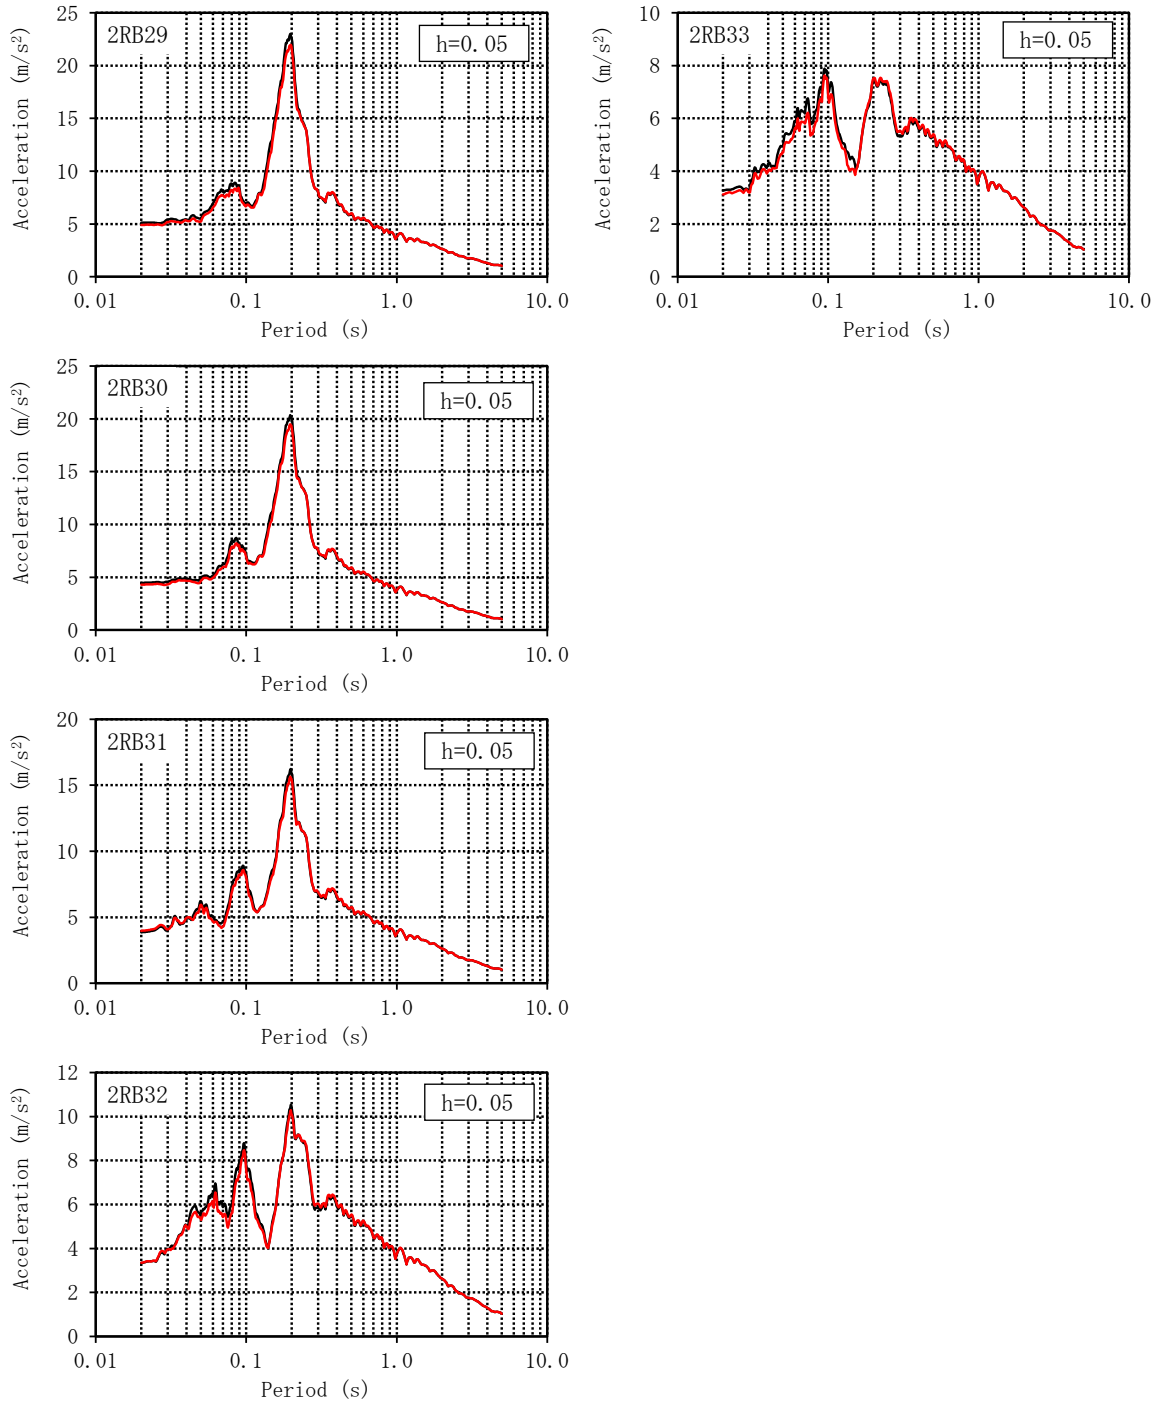 2RB29
h=0.05
Acceleration (m/s²)
25
20
15
10
5
0
0.01 0.1 1.0 10.0
Period (s)
2RB33
h=0.05
Acceleration (m/s²)
10
8
6
4
2
0
0.01 0.1 1.0 10.0
Period (s)
2RB30
h=0.05
Acceleration (m/s²)
25
20
15
10
5
0
0.01 0.1 1.0 10.0
Period (s)
2RB31
h=0.05
Acceleration (m/s²)
20
15
10
5
0
0.01 0.1 1.0 10.0
Period (s)
2RB32
h=0.05
Acceleration (m/s²)
12
10
8
6
4
2
0
0.01 0.1 1.0 10.0
Period (s)